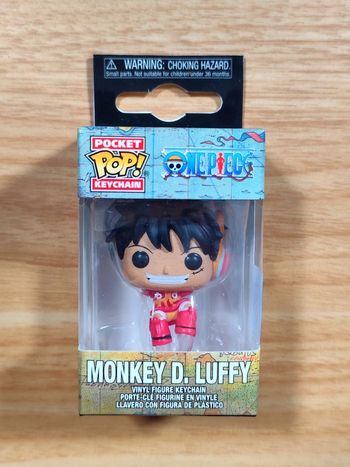 WARNING: CHOKING HAZARD.
Small parts. Not suitable for children under 36 months.
POCKET
POP!
KEYCHAIN
ONE PIECE
MONKEY D. LUFFY
VINYL FIGURE KEYCHAIN
PORTE-CLÉ FIGURINE EN VINYLE
LLAVERO CON FIGURA DE PLÁSTICO